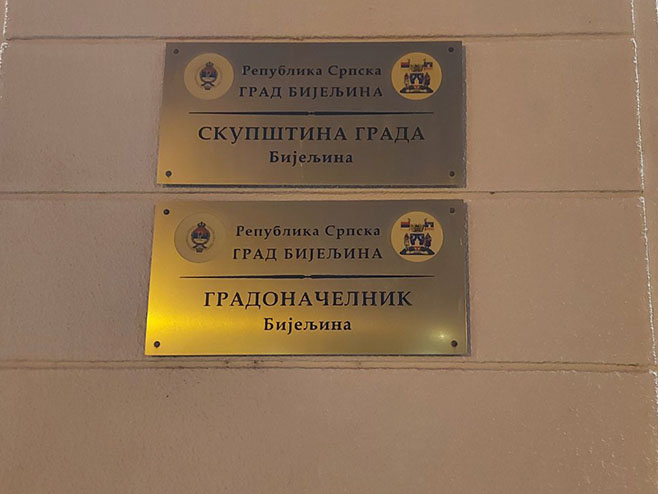 Република Српска
ГРАД БИЈЕЉИНА
СКУПШТИНА ГРАДА
Бијељина
Република Српска
ГРАД БИЈЕЉИНА
ГРАДОНАЧЕЛНИК
Бијељина